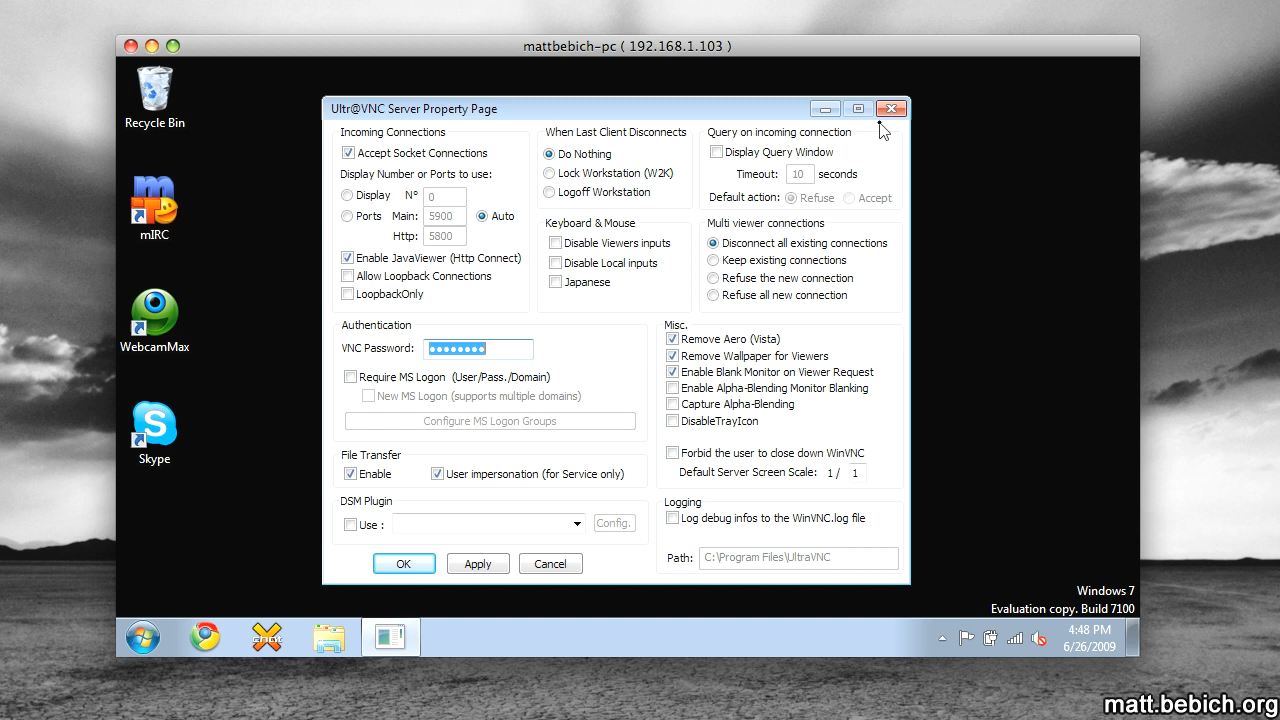 mattbebich-pc ( 192.168.1.103 )
Recycle Bin
mIRC
WebcamMax
Skype
Ultr@VNC Server Property Page
Incoming Connections
Accept Socket Connections
Display Number or Ports to use:
Display N° 0
Ports Main: 5900 Auto
Http: 5800
Enable JavaViewer (Http Connect)
Allow Loopback Connections
LoopbackOnly
When Last Client Disconnects
Do Nothing
Lock Workstation (W2K)
Logoff Workstation
Keyboard & Mouse
Disable Viewers inputs
Disable Local inputs
Japanese
Query on incoming connection
Display Query Window
Timeout: 10 seconds
Default action: Refuse Accept
Multi viewer connections
Disconnect all existing connections
Keep existing connections
Refuse the new connection
Refuse all new connection
Authentication
VNC Password:
Require MS Logon (User/Pass./Domain)
New MS Logon (supports multiple domains)
Configure MS Logon Groups
File Transfer
Enable User impersonation (for Service only)
DSM Plugin
Use : Config.
Misc.
Remove Aero (Vista)
Remove Wallpaper for Viewers
Enable Blank Monitor on Viewer Request
Enable Alpha-Blending Monitor Blanking
Capture Alpha-Blending
DisableTrayIcon
Forbid the user to close down WinVNC
Default Server Screen Scale: 1 / 1
Logging
Log debug infos to the WinVNC.log file
Path: C:\Program Files\UltraVNC
OK Apply Cancel
Windows 7
Evaluation copy. Build 7100
4:48 PM
6/26/2009
matt.bebich.org